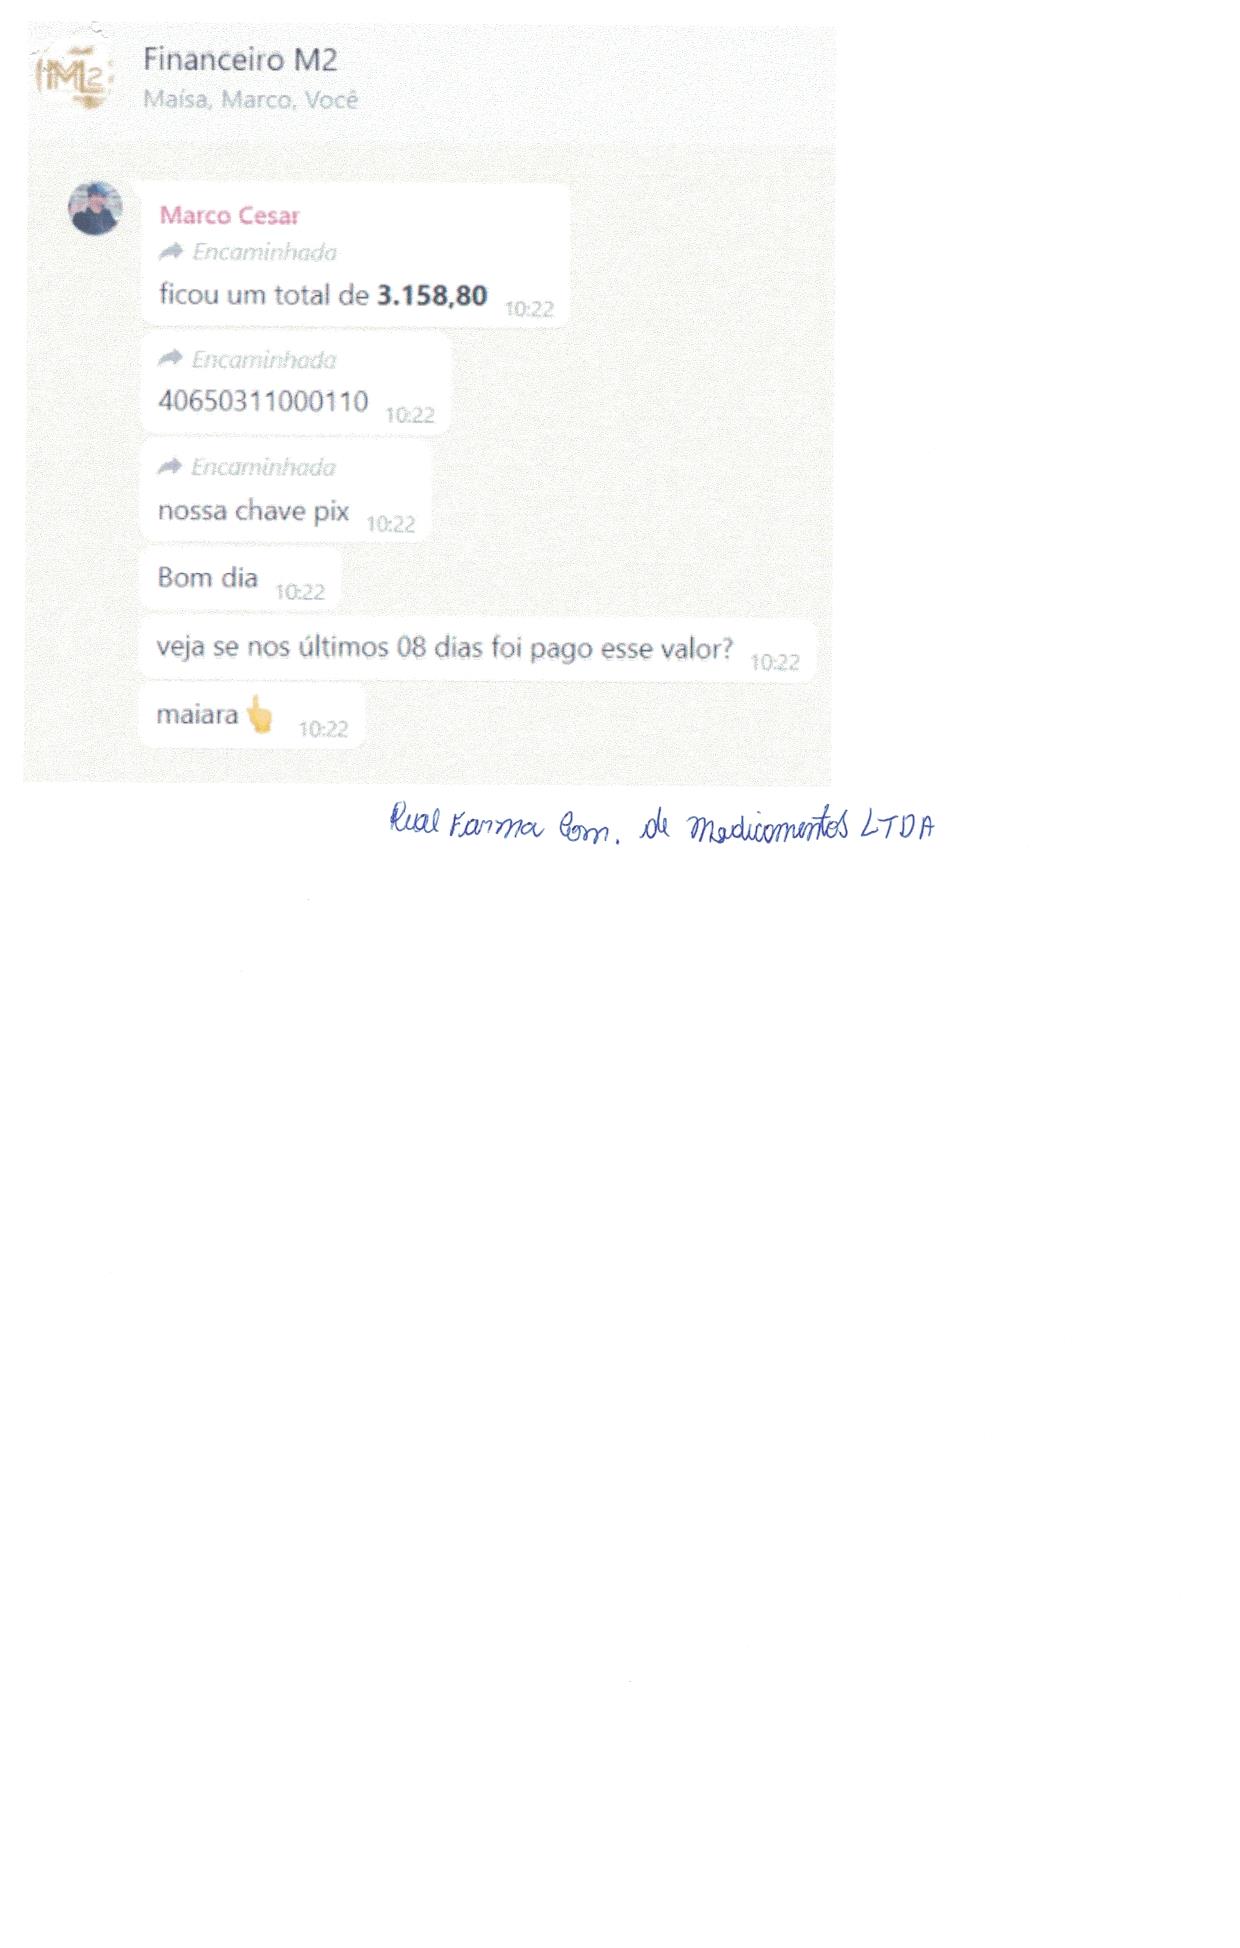 M2
Financeiro M2
Maísa, Marco, Você
Marco Cesar
Encaminhada
ficou um total de 3.158,80 10:22
Encaminhada
40650311000110 10:22
Encaminhada
nossa chave pix 10:22
Bom dia 10:22
veja se nos últimos 08 dias foi pago esse valor? 10:22
maiara👆 10:22
Real Farma Com. de Medicamentos LTDA